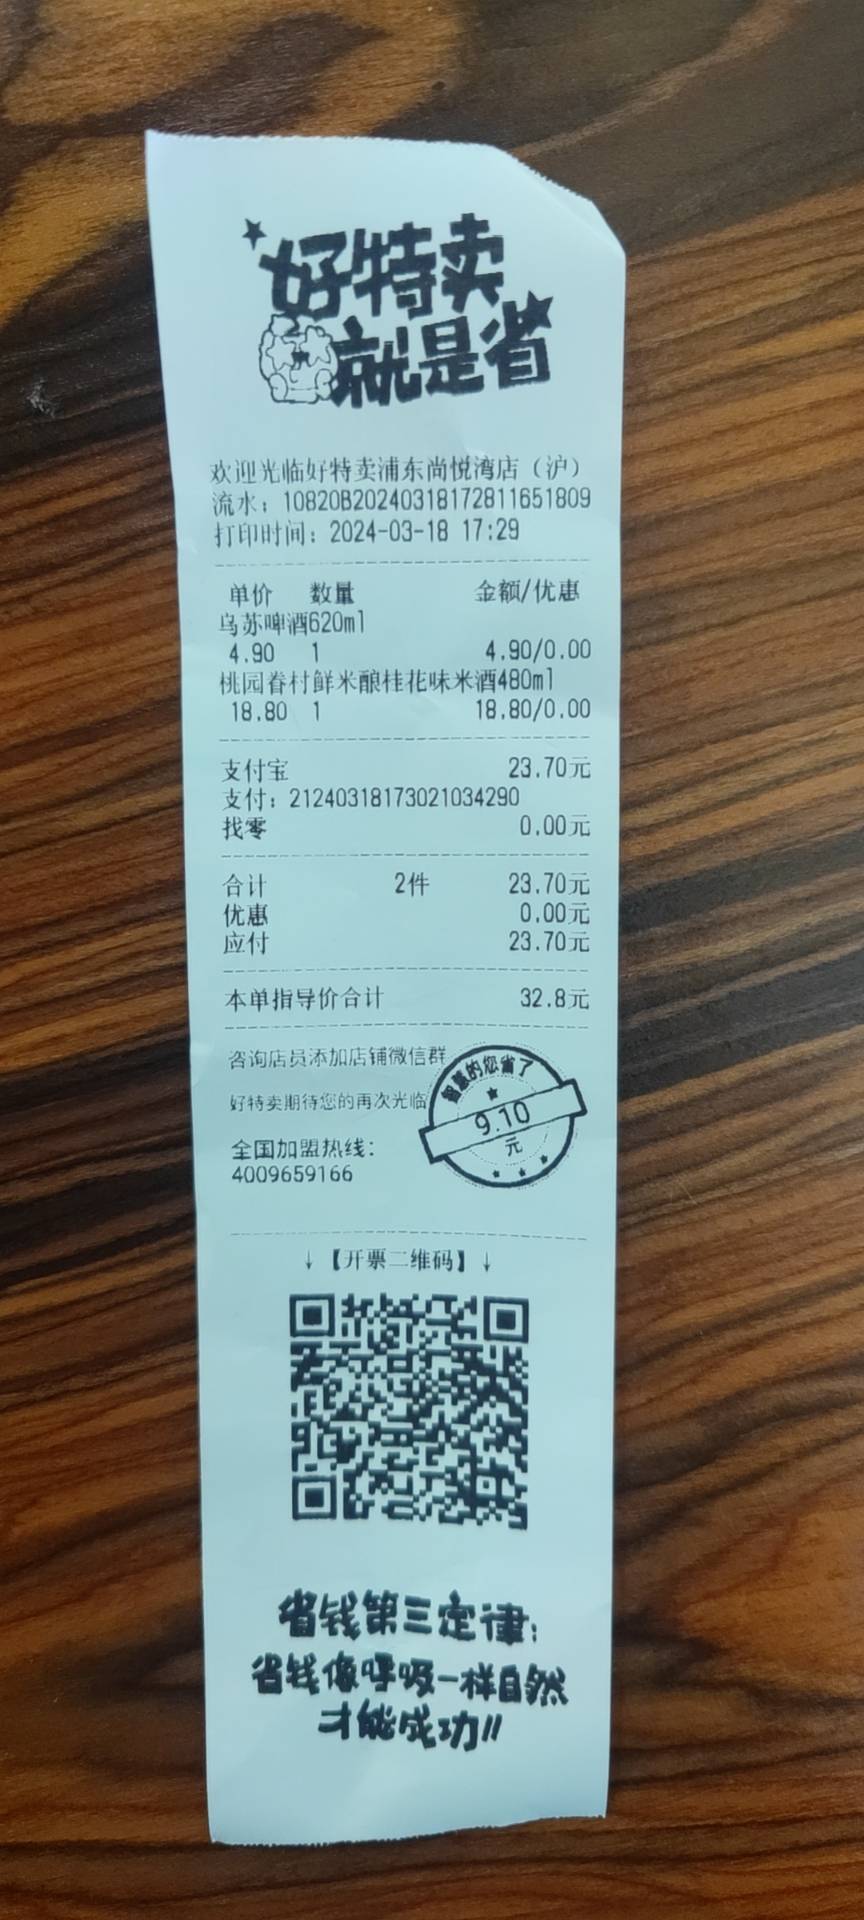 好特卖
就是省
欢迎光临好特卖浦东尚悦湾店（沪）
流水：10820B20240318172811651809
打印时间：2024-03-18 17:29
单价 数量 金额/优惠
乌苏啤酒620ml
4.90 1 4.90/0.00
桃园眷村鲜米酿桂花味米酒480ml
18.80 1 18.80/0.00
支付宝 23.70元
支付：21240318173021034290
找零 0.00元
合计 2件 23.70元
优惠 0.00元
应付 23.70元
本单指导价合计 32.8元
咨询店员添加店铺微信群
智慧的您省了
好特卖期待您的再次光临
9.10
元
全国加盟热线：
4009659166
↓【开票二维码】↓
省钱第三定律：
省钱像呼吸一样自然
才能成功!!